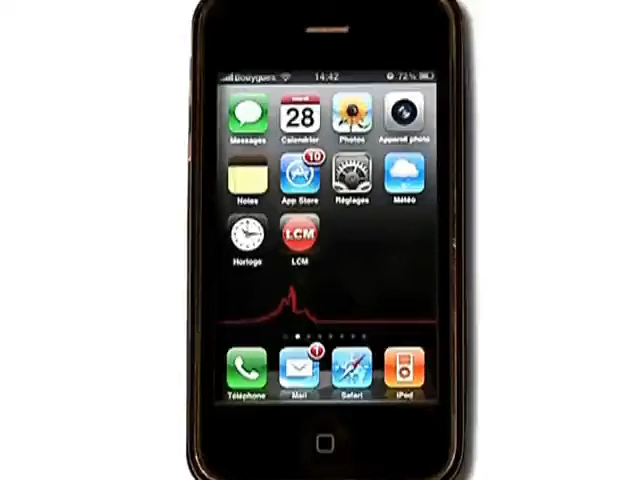 Bouygues 14:42 72 %
28
Messages Calendrier Photos Appareil photo
10
Notes App Store Réglages Météo
LCM
Horloge LCM
1
Téléphone Mail Safari iPod